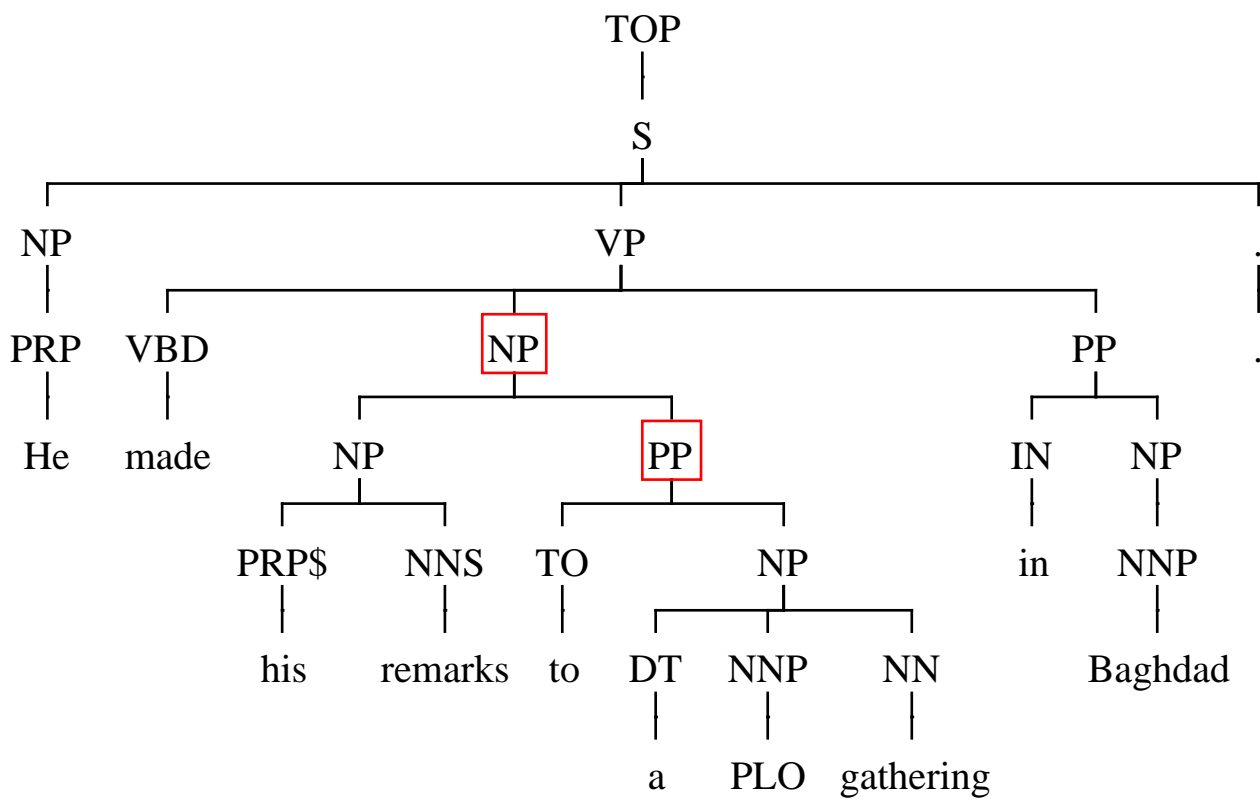 TOP
S
NP VP .
PRP VBD NP PP .
He made NP PP IN NP
PRP$ NNS TO NP in NNP
his remarks to DT NNP NN Baghdad
a PLO gathering